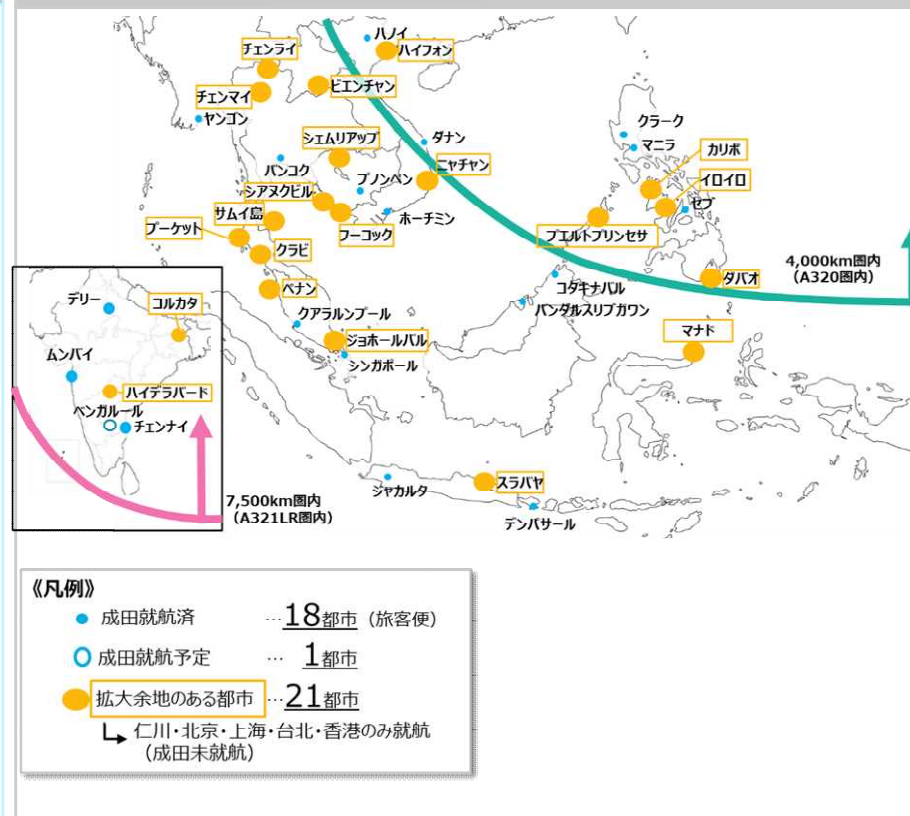 ハノイ
チェンライ
ハイフォン
チェンマイ
ビエンチャン
ヤンゴン
クラーク
シェムリアップ
ダナン
マニラ
カリボ
バンコク
ニャチャン
プノンペン
イロイロ
シアヌクビル
セブ
サムイ島
ホーチミン
プーケット
フーコック
プエルトプリンセサ
クラビ
4,000km圏内
(A320圏内)
ダバオ
ペナン
コタキナバル
バンダルスリブガワン
デリー
コルカタ
クアラルンプール
マナド
ジョホールバル
ムンバイ
シンガポール
ハイデラバード
ベンガルール
チェンナイ
スラバヤ
ジャカルタ
7,500km圏内
(A321LR圏内)
デンパサール
《凡例》
成田就航済 …18都市(旅客便)
成田就航予定 … 1都市
拡大余地のある都市 …21都市
仁川・北京・上海・台北・香港のみ就航
(成田未就航)